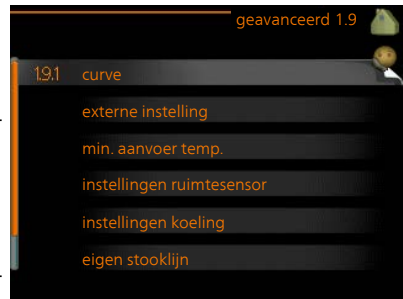 geavanceerd 1.9
1.9.1 curve
externe instelling
min. aanvoer temp.
instellingen ruimtesensor
instellingen koeling
eigen stooklijn